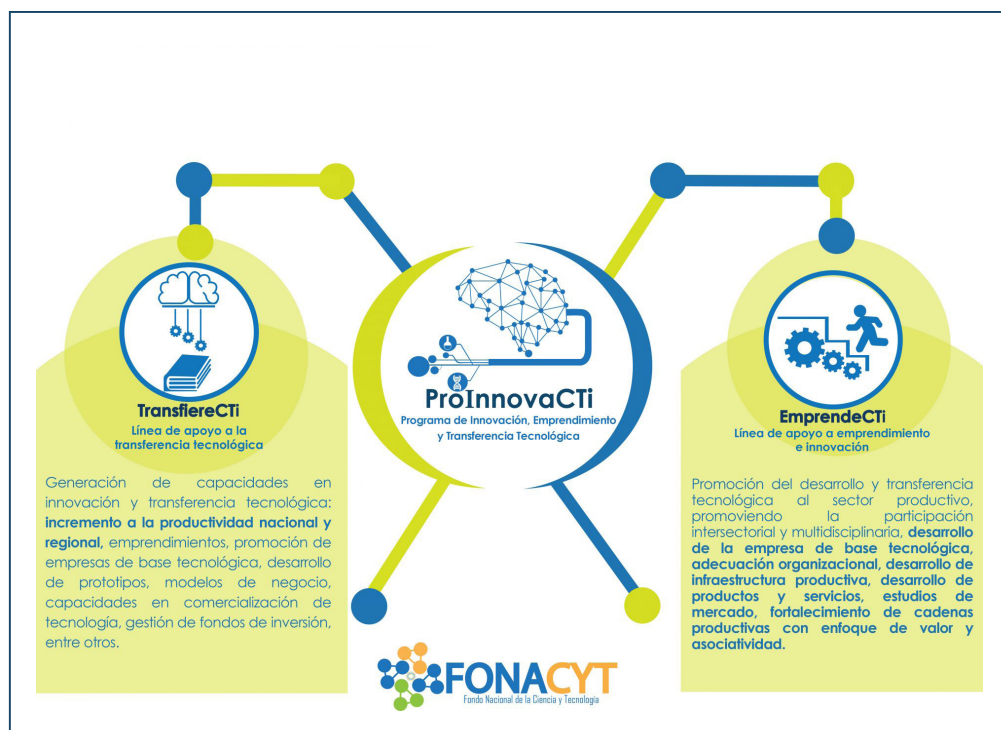 TransfiereCTi
Línea de apoyo a la
transferencia tecnológica
Generación de capacidades en
innovación y transferencia tecnológica:
incremento a la productividad nacional y
regional, emprendimientos, promoción de
empresas de base tecnológica, desarrollo
de prototipos, modelos de negocio,
capacidades en comercialización de
tecnología, gestión de fondos de inversión,
entre otros.
ProInnovaCTi
Programa de Innovación, Emprendimiento
y Transferencia Tecnológica
EmprendeCTi
Línea de apoyo a emprendimiento
e innovación
Promoción del desarrollo y transferencia
tecnológica al sector productivo,
promoviendo la participación
intersectorial y multidisciplinaria, desarrollo
de la empresa de base tecnológica,
adecuación organizacional, desarrollo de
infraestructura productiva, desarrollo de
productos y servicios, estudios de
mercado, fortalecimiento de cadenas
productivas con enfoque de valor y
asociatividad.
FONACYT
Fondo Nacional de la Ciencia y Tecnología